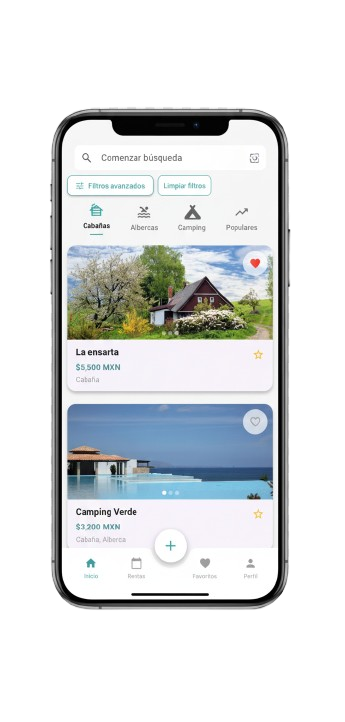 Comenzar búsqueda
Filtros avanzados
Limpiar filtros
Cabañas
Albercas
Camping
Populares
La ensarta
$5,500 MXN
Cabaña
Camping Verde
$3,200 MXN
Cabaña, Alberca
Inicio
Rentas
Favoritos
Perfil